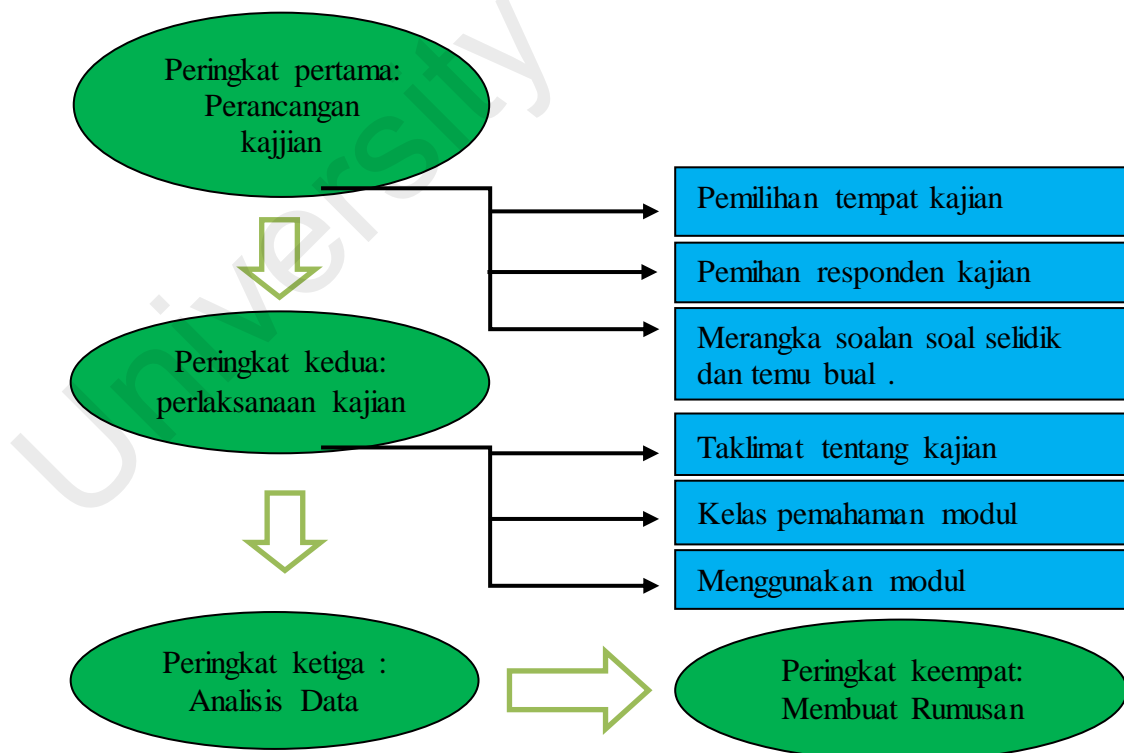 Peringkat pertama:
Perancangan
kajjian
Pemilihan tempat kajian
Pemihan responden kajian
Merangka soalan soal selidik
dan temu bual .
Peringkat kedua:
perlaksanaan kajian
Taklimat tentang kajian
Kelas pemahaman modul
Menggunakan modul
Peringkat ketiga :
Analisis Data
Peringkat keempat:
Membuat Rumusan
University